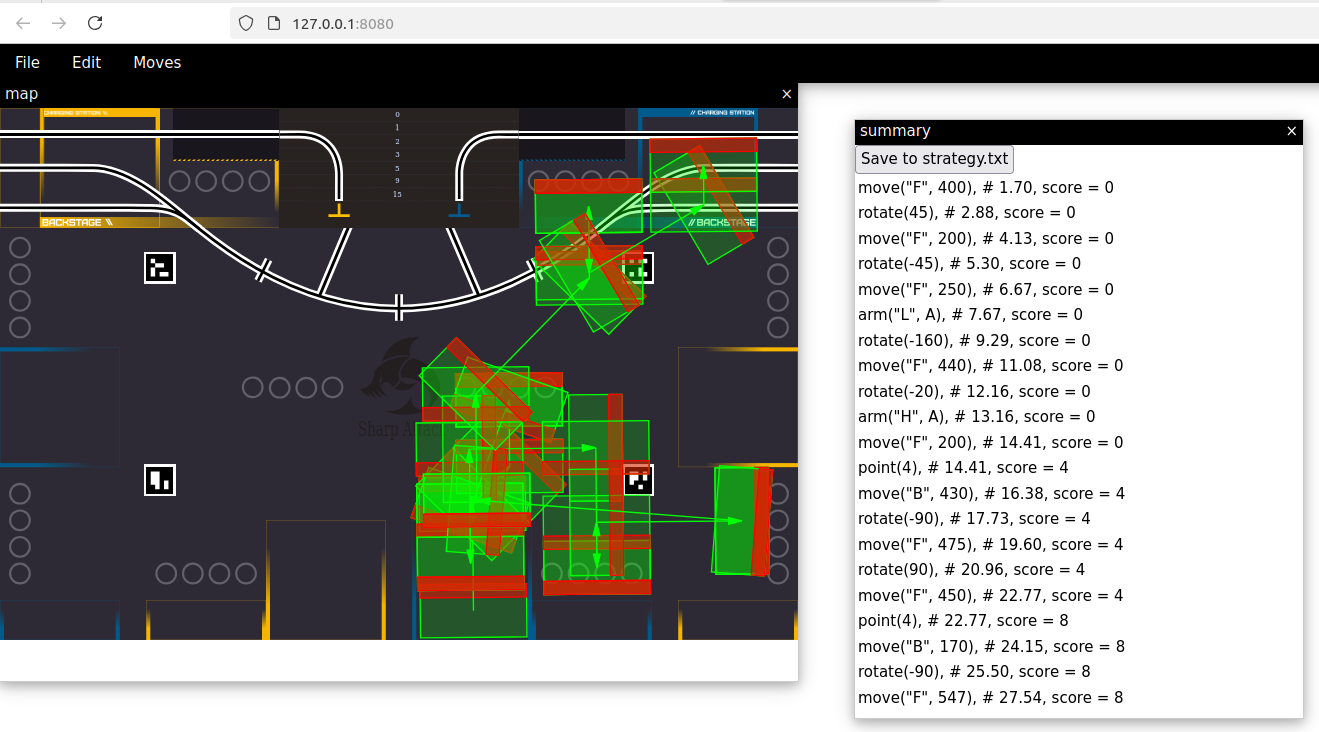 127.0.0.1:8080
File Edit Moves
map ×
CHARGING STATION \\
// CHARGING STATION
0
1
2
3
5
9
15
BACKSTAGE \\
// BACKSTAGE
Sharp
summary ×
Save to strategy.txt
move("F", 400), # 1.70, score = 0
rotate(45), # 2.88, score = 0
move("F", 200), # 4.13, score = 0
rotate(-45), # 5.30, score = 0
move("F", 250), # 6.67, score = 0
arm("L", A), # 7.67, score = 0
rotate(-160), # 9.29, score = 0
move("F", 440), # 11.08, score = 0
rotate(-20), # 12.16, score = 0
arm("H", A), # 13.16, score = 0
move("F", 200), # 14.41, score = 0
point(4), # 14.41, score = 4
move("B", 430), # 16.38, score = 4
rotate(-90), # 17.73, score = 4
move("F", 475), # 19.60, score = 4
rotate(90), # 20.96, score = 4
move("F", 450), # 22.77, score = 4
point(4), # 22.77, score = 8
move("B", 170), # 24.15, score = 8
rotate(-90), # 25.50, score = 8
move("F", 547), # 27.54, score = 8